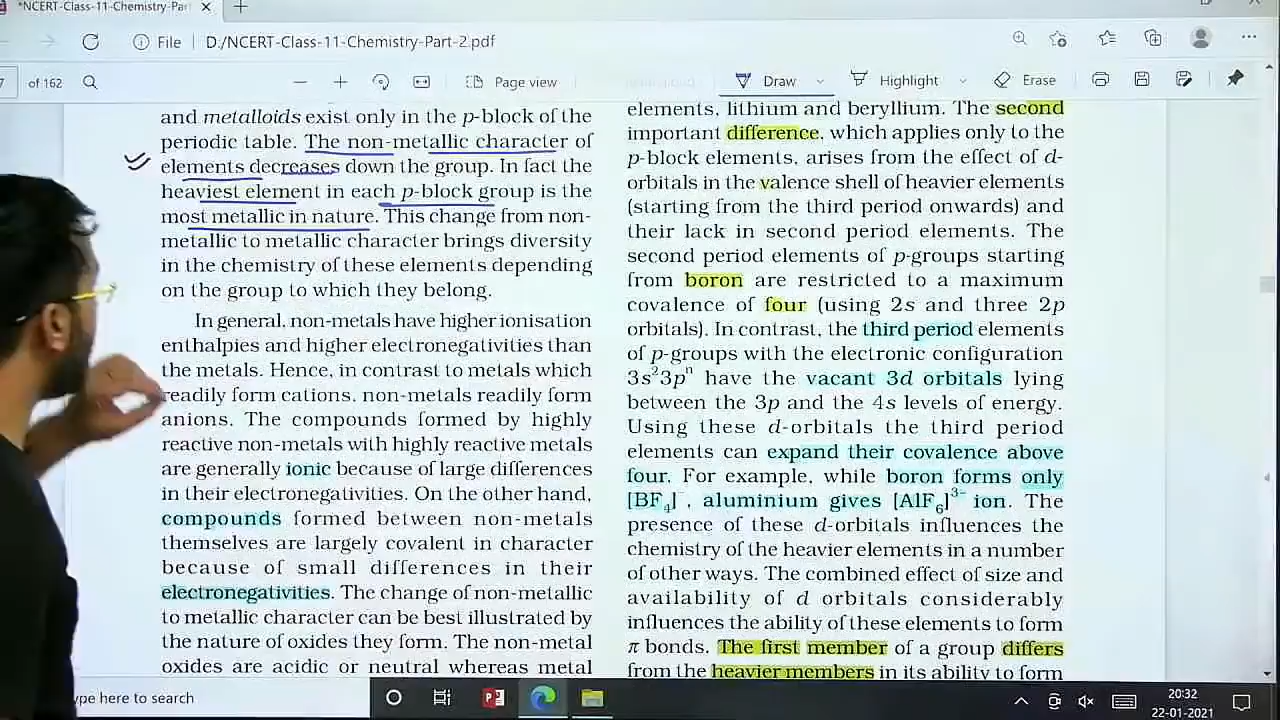 *NCERT-Class-11-Chemistry-Par
File
D:/NCERT-Class-11-Chemistry-Part-2.pdf
of 162
Page view
Draw
Highlight
Erase
and metalloids exist only in the p-block of the
periodic table. The non-metallic character of
elements decreases down the group. In fact the
heaviest element in each p-block group is the
most metallic in nature. This change from non-
metallic to metallic character brings diversity
in the chemistry of these elements depending
on the group to which they belong.
In general, non-metals have higher ionisation
enthalpies and higher electronegativities than
the metals. Hence, in contrast to metals which
readily form cations, non-metals readily form
anions. The compounds formed by highly
reactive non-metals with highly reactive metals
are generally ionic because of large differences
in their electronegativities. On the other hand,
compounds formed between non-metals
themselves are largely covalent in character
because of small differences in their
electronegativities. The change of non-metallic
to metallic character can be best illustrated by
the nature of oxides they form. The non-metal
oxides are acidic or neutral whereas metal
elements, lithium and beryllium. The second
important difference, which applies only to the
p-block elements, arises from the effect of d-
orbitals in the valence shell of heavier elements
(starting from the third period onwards) and
their lack in second period elements. The
second period elements of p-groups starting
from boron are restricted to a maximum
covalence of four (using 2s and three 2p
orbitals). In contrast, the third period elements
of p-groups with the electronic configuration
3s²3pⁿ have the vacant 3d orbitals lying
between the 3p and the 4s levels of energy.
Using these d-orbitals the third period
elements can expand their covalence above
four. For example, while boron forms only
[BF₄]⁻, aluminium gives [AlF₆]³⁻ ion. The
presence of these d-orbitals influences the
chemistry of the heavier elements in a number
of other ways. The combined effect of size and
availability of d orbitals considerably
influences the ability of these elements to form
π bonds. The first member of a group differs
from the heavier members in its ability to form
ype here to search
20:32
22-01-2021